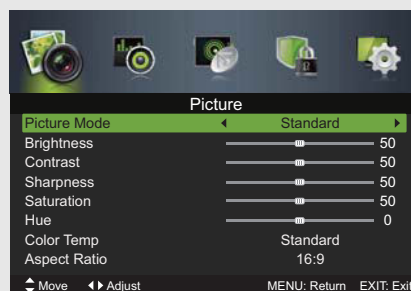 Picture
Picture Mode Standard
Brightness 50
Contrast 50
Sharpness 50
Saturation 50
Hue 0
Color Temp Standard
Aspect Ratio 16:9
Move Adjust MENU: Return EXIT: Exit